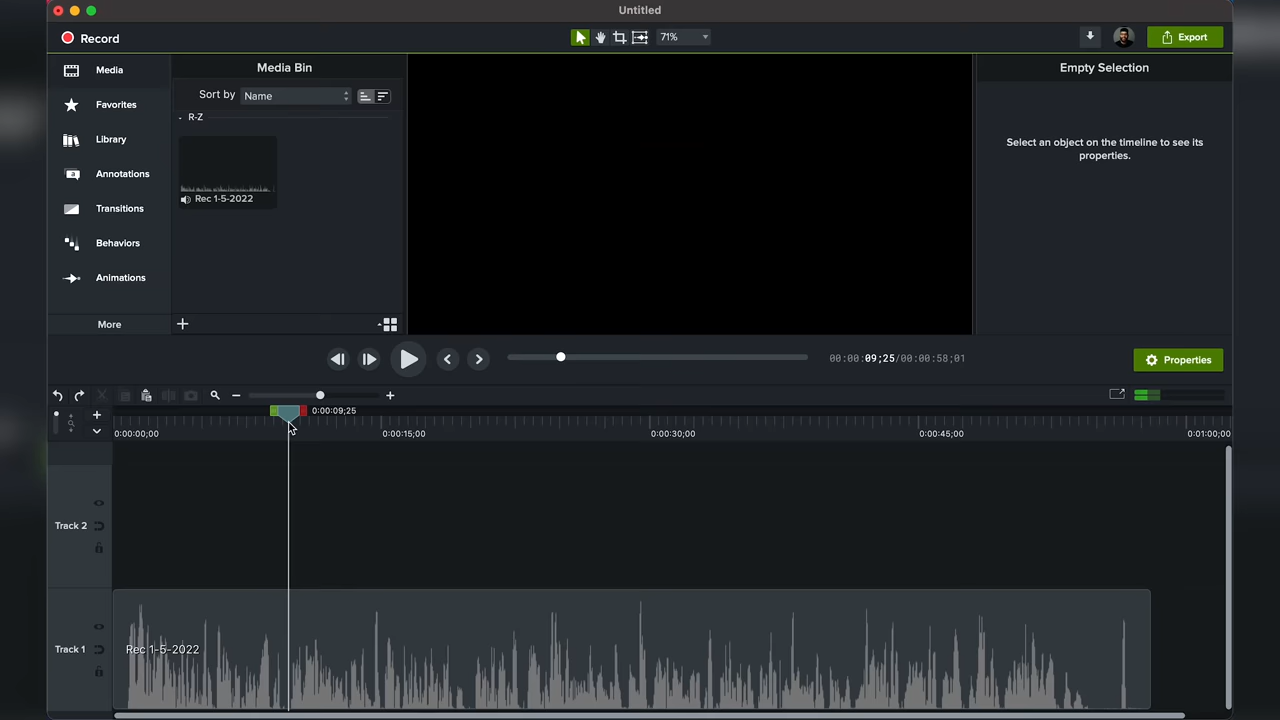 Untitled
Record
71%
Export
Media
Favorites
Library
Annotations
Transitions
Behaviors
Animations
More
Media Bin
Sort by
Name
R-Z
Rec 1-5-2022
Empty Selection
Select an object on the timeline to see its
properties.
00:00:09;25/00:00:58;01
Properties
0:00:09;25
0:00:00;00
0:00:15;00
0:00:30;00
0:00:45;00
0:01:00;00
Track 2
Track 1
Rec 1-5-2022